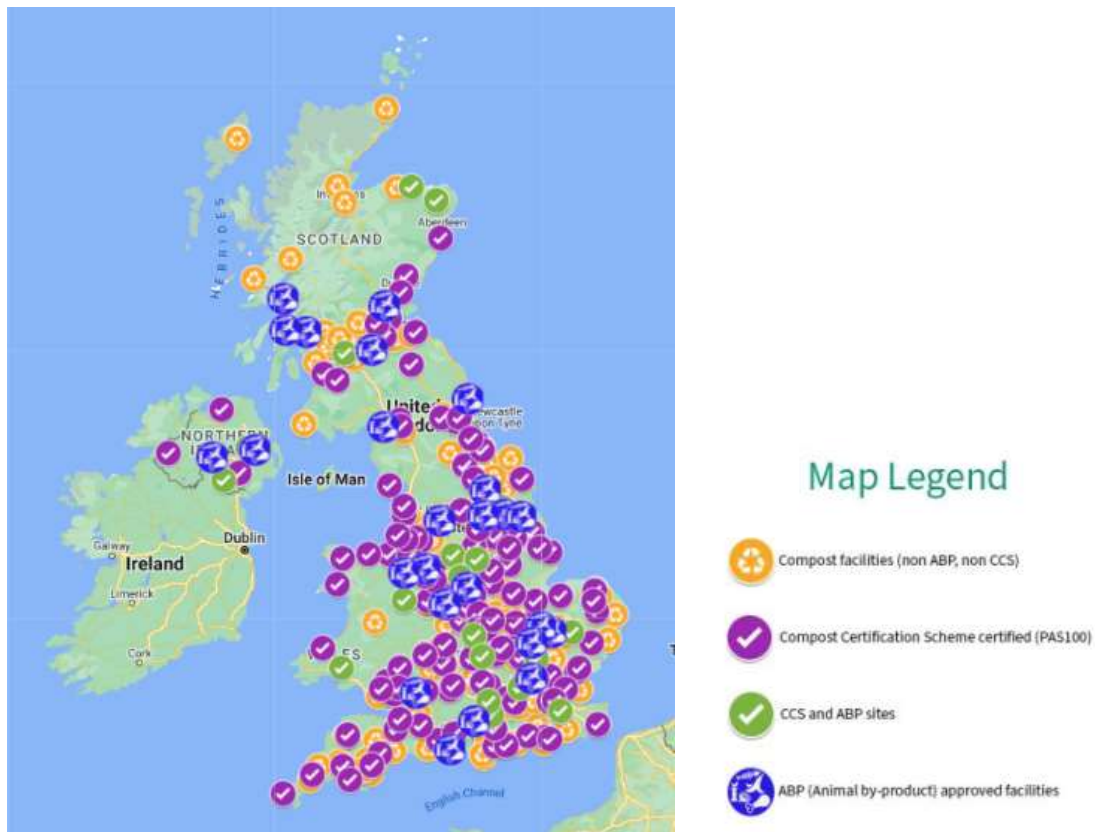 HEBRIDES
SCOTLAND
Aberdeen
United
NORTHERN
Isle of Man
Dublin
Galway
Ireland
Limerick
Cork
English Channel
Map Legend
Compost facilities (non ABP, non CCS)
Compost Certification Scheme certified (PAS100)
CCS and ABP sites
ABP (Animal by-product) approved facilities